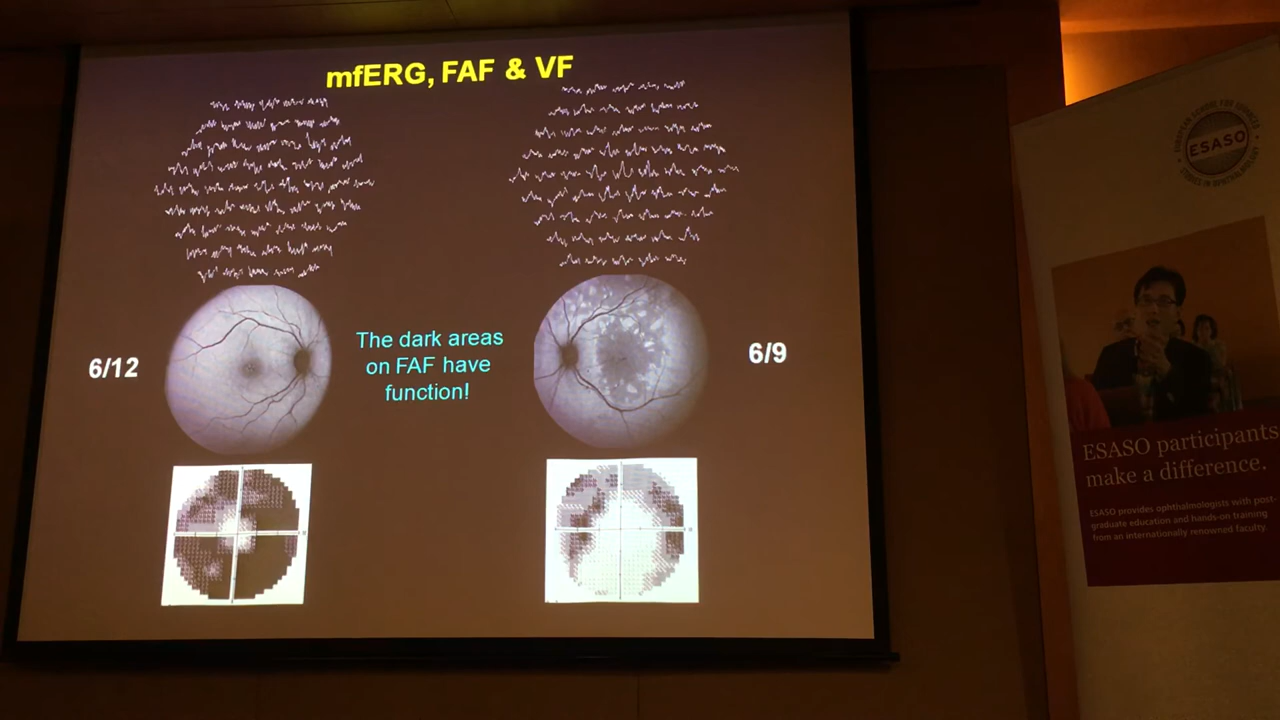 mfERG, FAF & VF
The dark areas
on FAF have
function!
6/12
6/9
ESASO
ESASO participants
make a difference.
ESASO provides ophthalmologists with post-
graduate education and hands-on training
from an internationally renowned faculty.